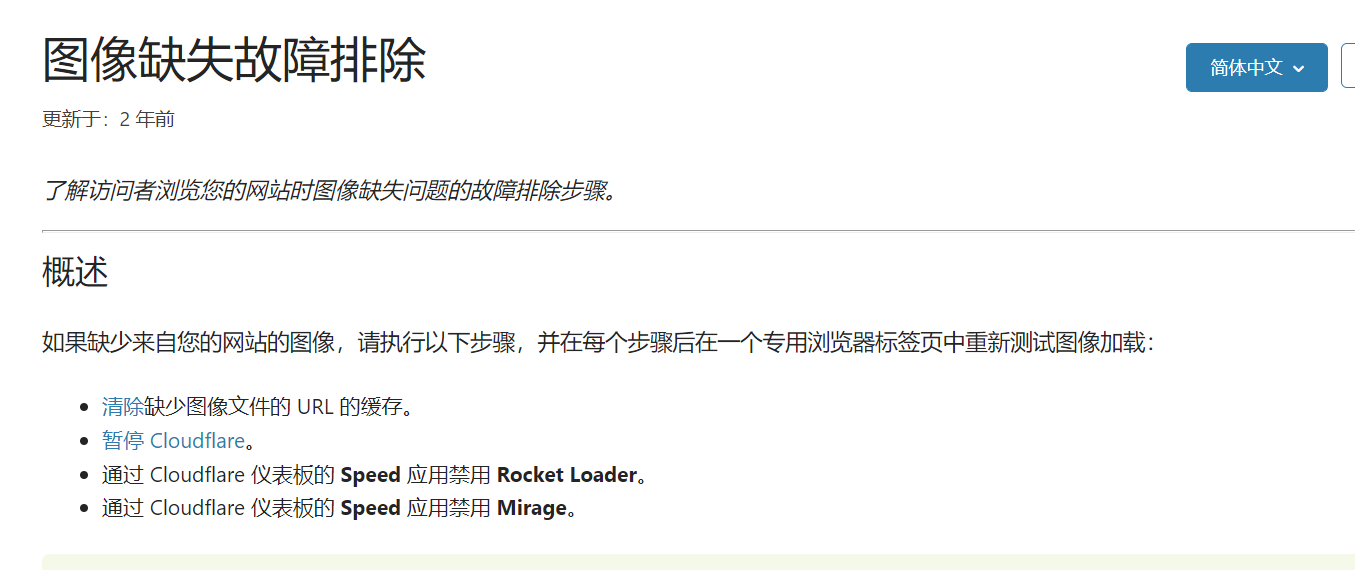 图像缺失故障排除
简体中文
更新于：2 年前
了解访问者浏览您的网站时图像缺失问题的故障排除步骤。
概述
如果缺少来自您的网站的图像，请执行以下步骤，并在每个步骤后在一个专用浏览器标签页中重新测试图像加载：
清除缺少图像文件的 URL 的缓存。
暂停 Cloudflare。
通过 Cloudflare 仪表板的 Speed 应用禁用 Rocket Loader。
通过 Cloudflare 仪表板的 Speed 应用禁用 Mirage。